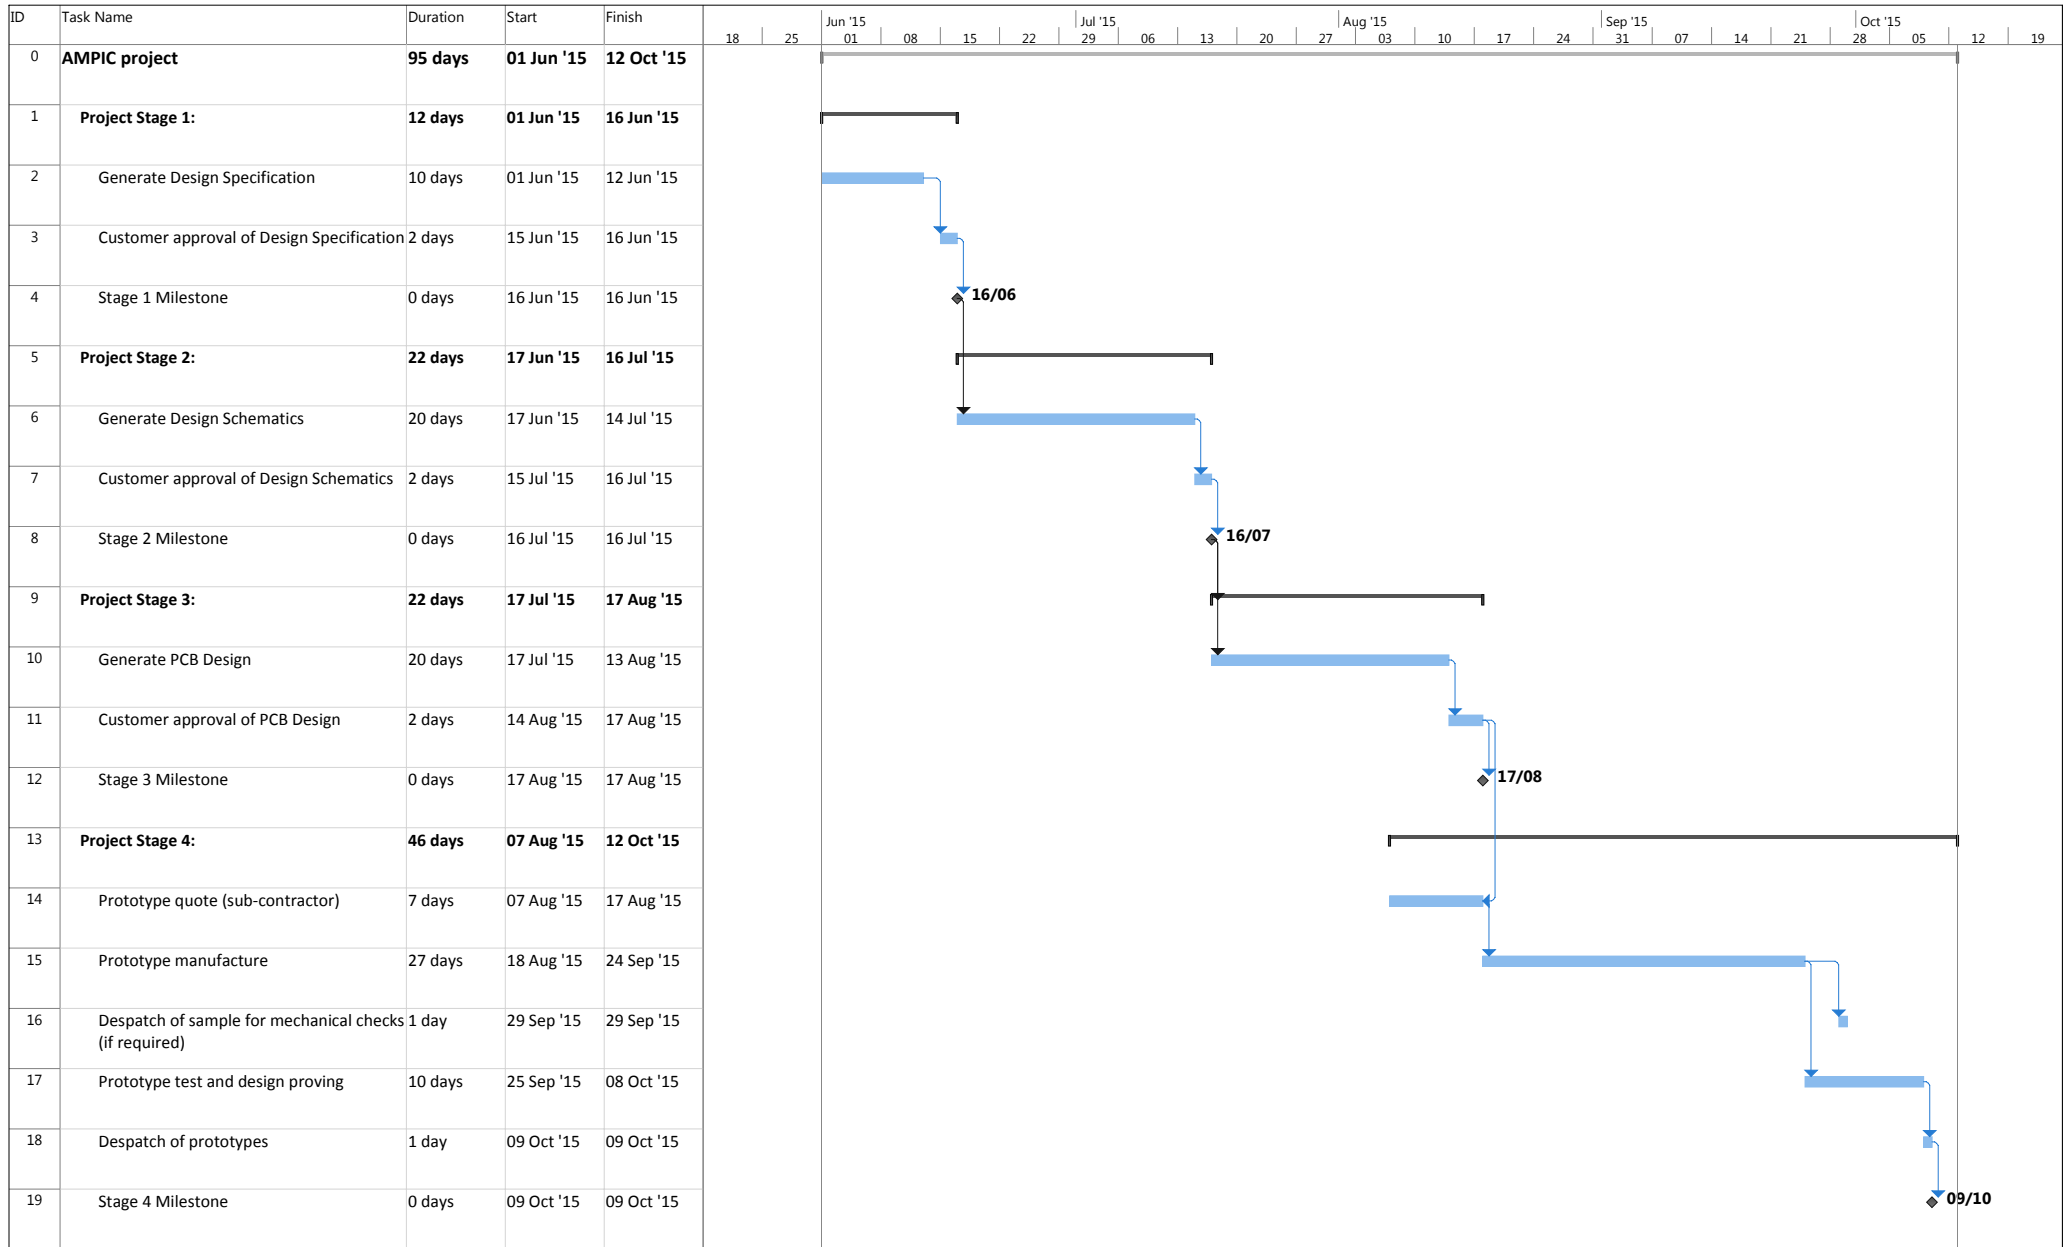 ID Task Name Duration Start Finish Jun '15 Jul '15 Aug '15 Sep '15 Oct '15
18 25 01 08 15 22 29 06 13 20 27 03 10 17 24 31 07 14 21 28 05 12 19
0 AMPIC project 95 days 01 Jun '15 12 Oct '15
1 Project Stage 1: 12 days 01 Jun '15 16 Jun '15
2 Generate Design Specification 10 days 01 Jun '15 12 Jun '15
3 Customer approval of Design Specification 2 days 15 Jun '15 16 Jun '15
4 Stage 1 Milestone 0 days 16 Jun '15 16 Jun '15 16/06
5 Project Stage 2: 22 days 17 Jun '15 16 Jul '15
6 Generate Design Schematics 20 days 17 Jun '15 14 Jul '15
7 Customer approval of Design Schematics 2 days 15 Jul '15 16 Jul '15
8 Stage 2 Milestone 0 days 16 Jul '15 16 Jul '15 16/07
9 Project Stage 3: 22 days 17 Jul '15 17 Aug '15
10 Generate PCB Design 20 days 17 Jul '15 13 Aug '15
11 Customer approval of PCB Design 2 days 14 Aug '15 17 Aug '15
12 Stage 3 Milestone 0 days 17 Aug '15 17 Aug '15 17/08
13 Project Stage 4: 46 days 07 Aug '15 12 Oct '15
14 Prototype quote (sub-contractor) 7 days 07 Aug '15 17 Aug '15
15 Prototype manufacture 27 days 18 Aug '15 24 Sep '15
16 Despatch of sample for mechanical checks 1 day 29 Sep '15 29 Sep '15
(if required)
17 Prototype test and design proving 10 days 25 Sep '15 08 Oct '15
18 Despatch of prototypes 1 day 09 Oct '15 09 Oct '15
19 Stage 4 Milestone 0 days 09 Oct '15 09 Oct '15 09/10